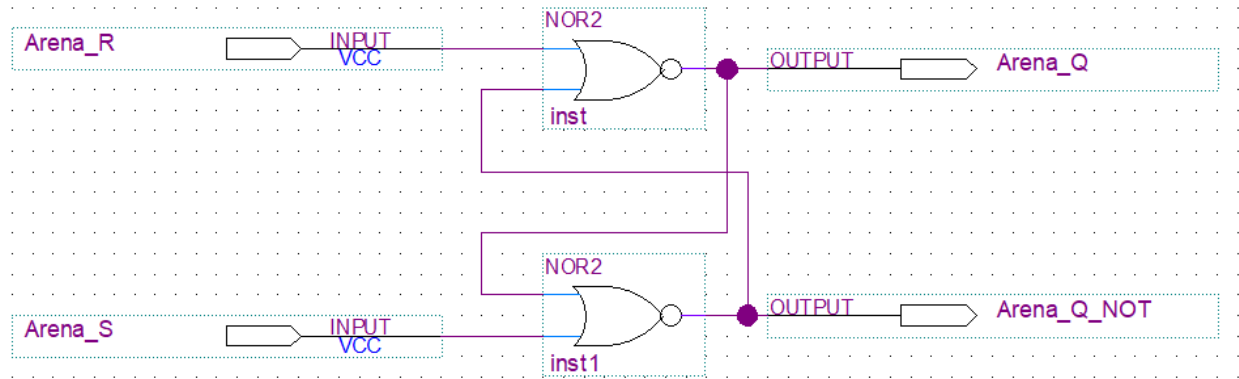 NOR2
Arena_R
INPUT
VCC
OUTPUT
Arena_Q
inst
NOR2
Arena_S
INPUT
VCC
OUTPUT
Arena_Q_NOT
inst1